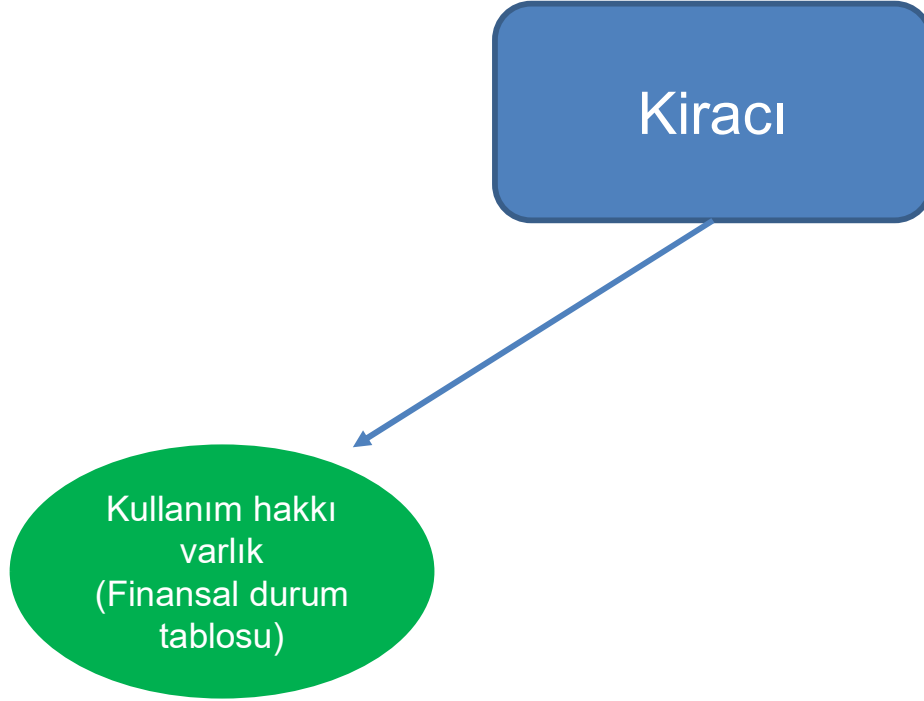 Kiracı
Kullanım hakkı
varlık
(Finansal durum
tablosu)